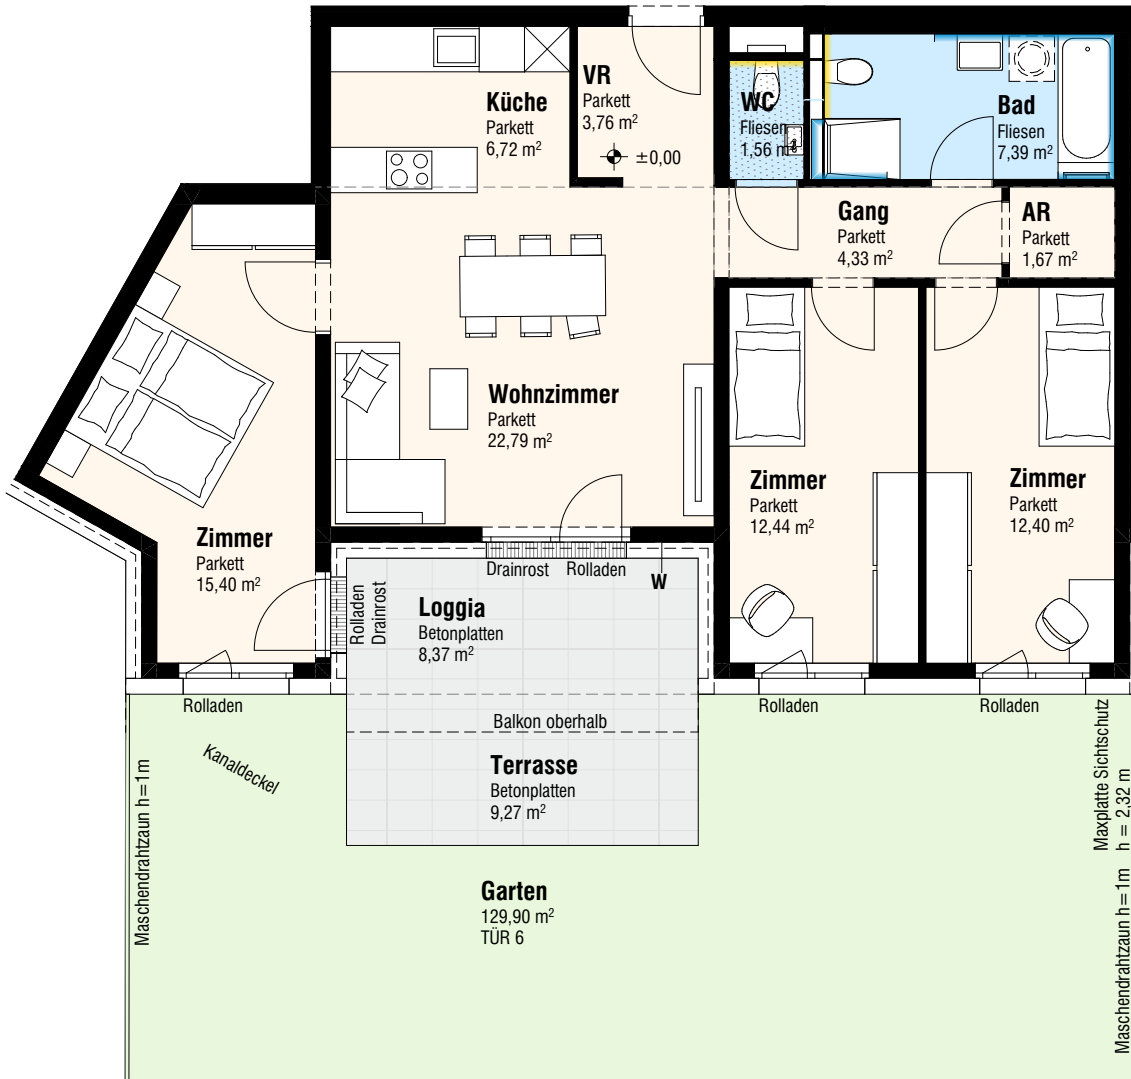 VR
Parkett
3,76 m²
±0,00
Küche
Parkett
6,72 m²
WC
Fliesen
1,56 m²
Bad
Fliesen
7,39 m²
Gang
Parkett
4,33 m²
AR
Parkett
1,67 m²
Wohnzimmer
Parkett
22,79 m²
Zimmer
Parkett
12,44 m²
Zimmer
Parkett
12,40 m²
Zimmer
Parkett
15,40 m²
Drainrost
Rolladen
W
Rolladen
Drainrost
Loggia
Betonplatten
8,37 m²
Rolladen
Rolladen
Rolladen
Balkon oberhalb
Kanaldeckel
Terrasse
Betonplatten
9,27 m²
Maschendrahtzaun h=1m
Maxplatte Sichtschutz
h = 2,32 m
Maschendrahtzaun h=1m
Garten
129,90 m²
TÜR 6